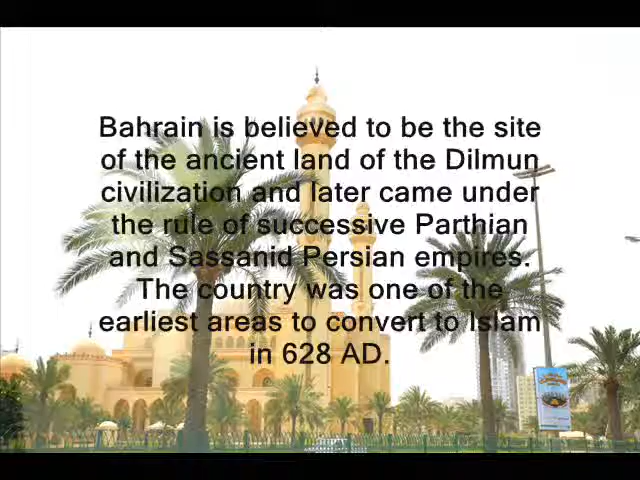 Bahrain is believed to be the site
of the ancient land of the Dilmun
civilization and later came under
the rule of successive Parthian
and Sassanid Persian empires.
The country was one of the
earliest areas to convert to Islam
in 628 AD.